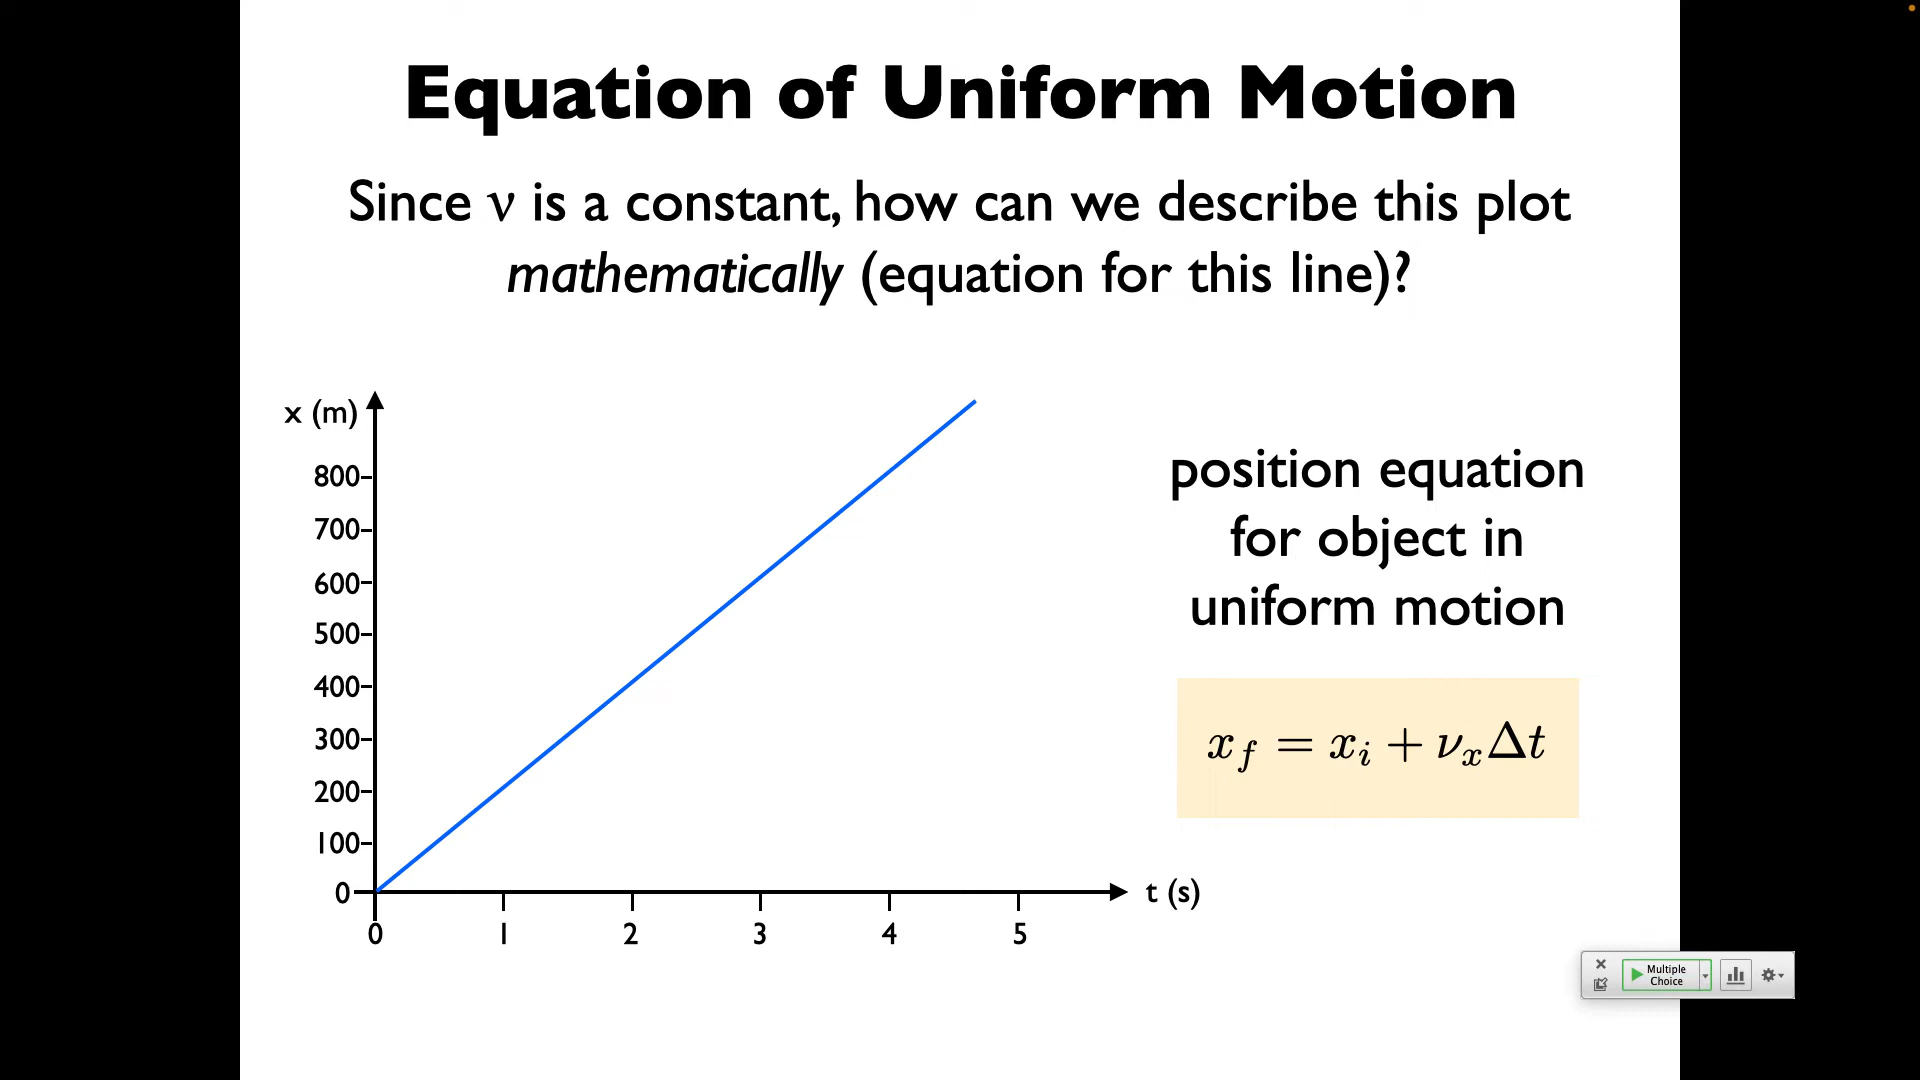 Equation of Uniform Motion
Since ν is a constant, how can we describe this plot
mathematically (equation for this line)?
x (m)
800
700
600
500
400
300
200
100
0
0 1 2 3 4 5
t (s)
position equation
for object in
uniform motion
x_f = x_i + ν_xΔt
Multiple
Choice